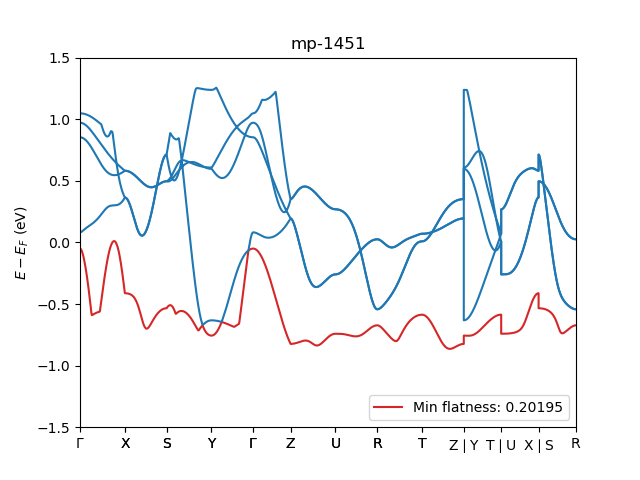 mp-1451
E − E_F (eV)
1.5
1.0
0.5
0.0
−0.5
−1.0
−1.5
Min flatness: 0.20195
Γ X S Y Γ Z U R T Z | Y T | U X | S R